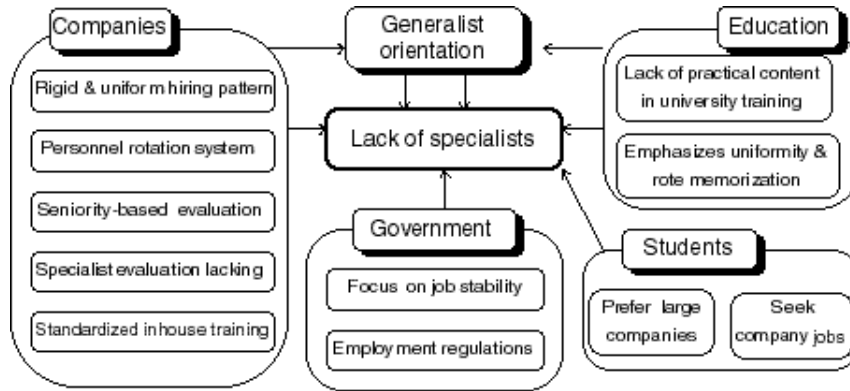 Companies
Rigid & uniform hiring pattern
Personnel rotation system
Seniority-based evaluation
Specialist evaluation lacking
Standardized inhouse training
Generalist
orientation
Lack of specialists
Government
Focus on job stability
Employment regulations
Education
Lack of practical content
in university training
Emphasizes uniformity &
rote memorization
Students
Prefer large
companies
Seek
company jobs